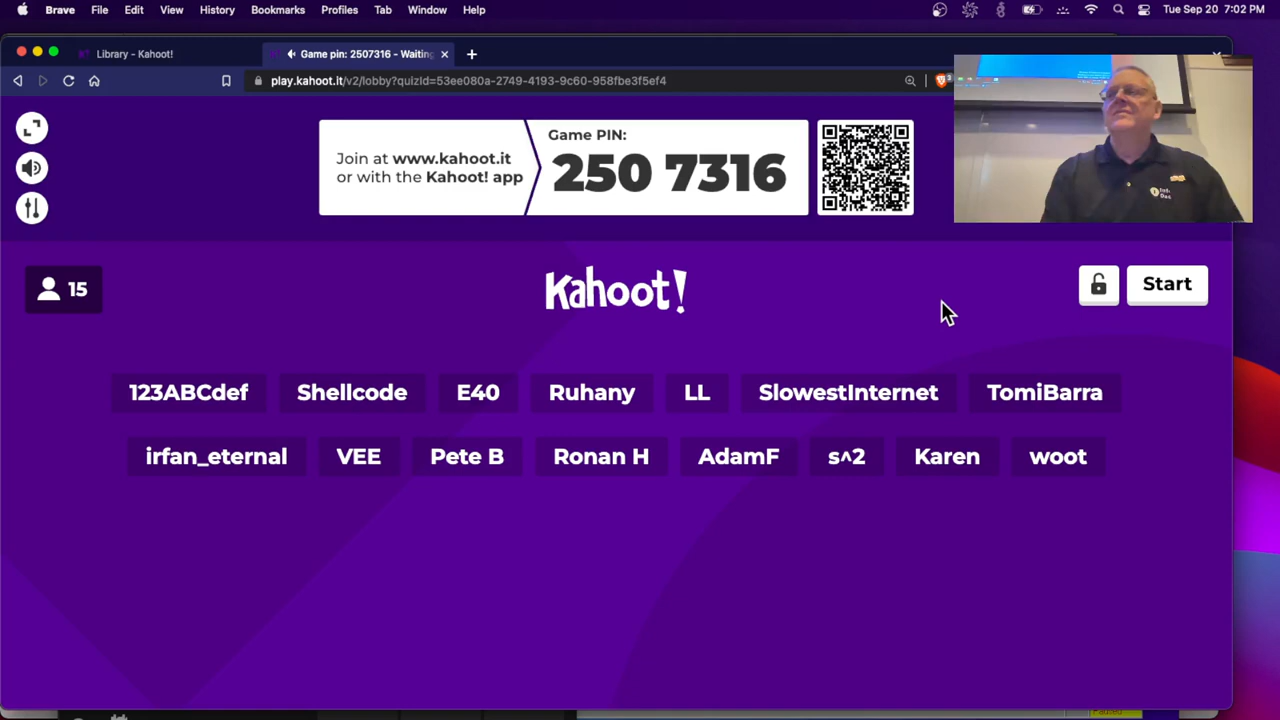 Brave File Edit View History Bookmarks Profiles Tab Window Help Tue Sep 20 7:02 PM
Library - Kahoot! Game pin: 2507316 - Waiting
play.kahoot.it/v2/lobby?quizId=53ee080a-2749-4193-9c60-958fbe3f5ef4
Join at www.kahoot.it
or with the Kahoot! app
Game PIN:
250 7316
15
Kahoot!
Start
123ABCdef Shellcode E40 Ruhany LL SlowestInternet TomiBarra
irfan_eternal VEE Pete B Ronan H AdamF s^2 Karen woot